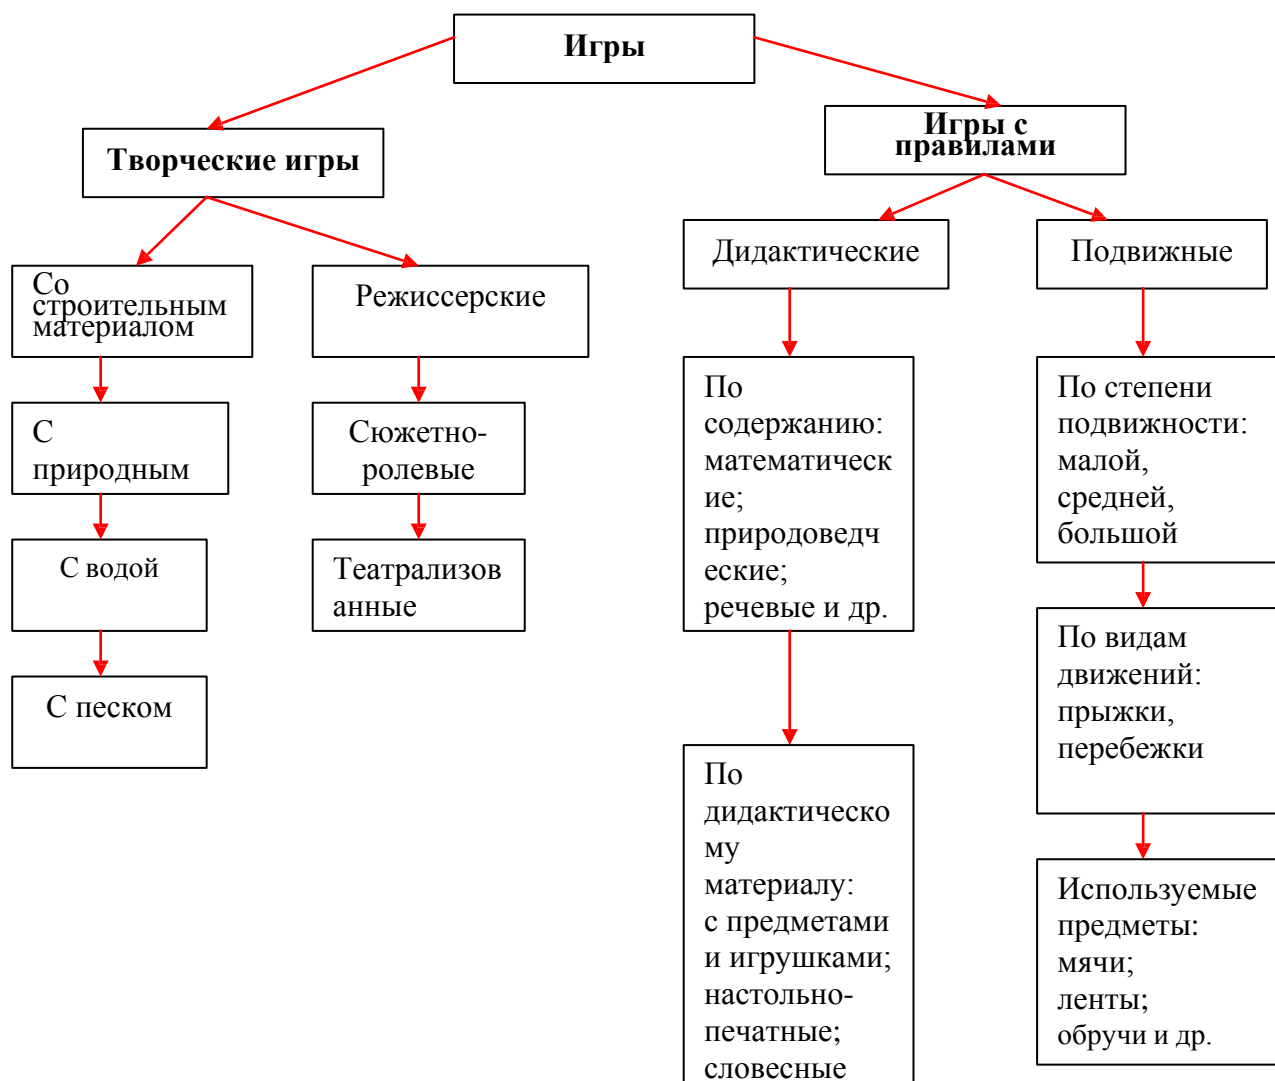 Игры
Творческие игры
Игры с
правилами
Дидактические
Подвижные
Со
строительным
материалом
Режиссерские
С
природным
Сюжетно-
ролевые
С водой
Театрализов
анные
С песком
По
содержанию:
математическ
ие;
природоведч
еские;
речевые и др.
По степени
подвижности:
малой,
средней,
большой
По видам
движений:
прыжки,
перебежки
По
дидактическо
му
материалу:
с предметами
и игрушками;
настольно-
печатные;
словесные
Используемые
предметы:
мячи;
ленты;
обручи и др.